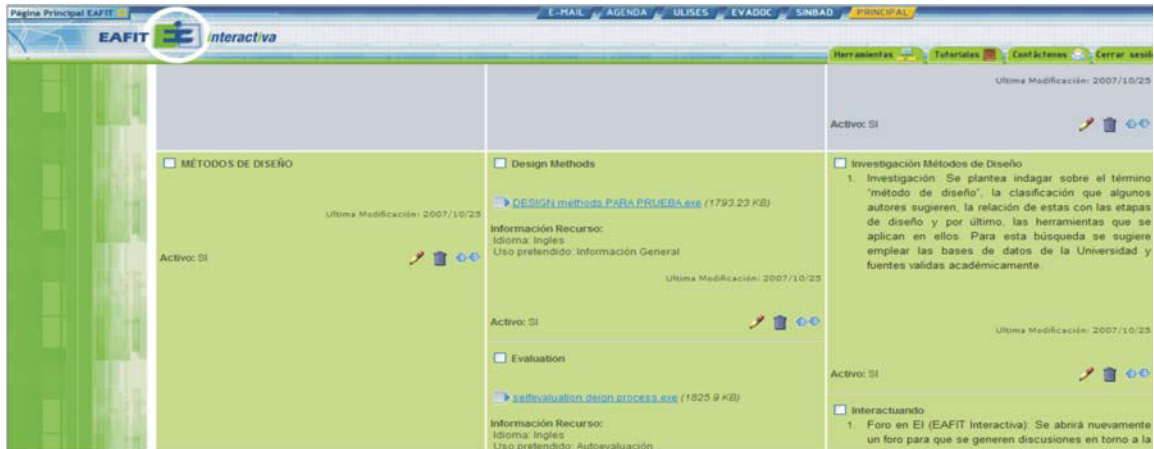 Página Principal EAFIT
E-MAIL AGENDA ULISES EVADOC SINBAD PRINCIPAL
EAFIT interactiva
Herramientas Tutoriales Contáctenos Cerrar sesió
Ultima Modificación: 2007/10/25
Activo: SI
MÉTODOS DE DISEÑO
Ultima Modificación: 2007/10/25
Activo: SI
Design Methods
DESIGN methods PARA PRUEBA.exe (1793.23 KB)
Información Recurso:
Idioma: Ingles
Uso pretendido: Información General
Ultima Modificación: 2007/10/25
Activo: SI
Evaluation
selfevaluation deign process.exe (1825.9 KB)
Información Recurso:
Idioma: Ingles
Uso pretendido: Autoevaluación
Investigación Métodos de Diseño
1. Investigación: Se plantea indagar sobre el término
"método de diseño", la clasificación que algunos
autores sugieren, la relación de estas con las etapas
de diseño y por último, las herramientas que se
aplican en ellos. Para esta búsqueda se sugiere
emplear las bases de datos de la Universidad y
fuentes validas académicamente.
Ultima Modificación: 2007/10/25
Activo: SI
Interactuando
1. Foro en EI (EAFIT Interactiva): Se abrirá nuevamente
un foro para que se generen discusiones en torno a la